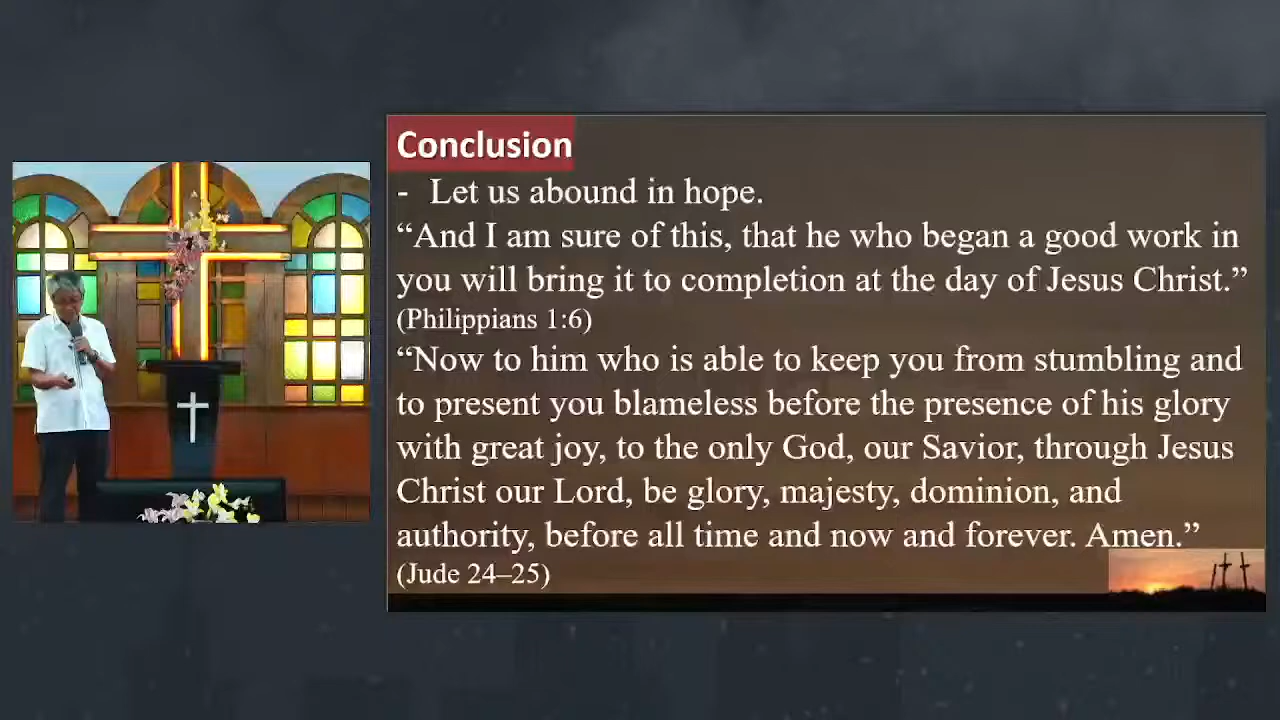 Conclusion
- Let us abound in hope.
“And I am sure of this, that he who began a good work in
you will bring it to completion at the day of Jesus Christ.”
(Philippians 1:6)
“Now to him who is able to keep you from stumbling and
to present you blameless before the presence of his glory
with great joy, to the only God, our Savior, through Jesus
Christ our Lord, be glory, majesty, dominion, and
authority, before all time and now and forever. Amen.”
(Jude 24–25)